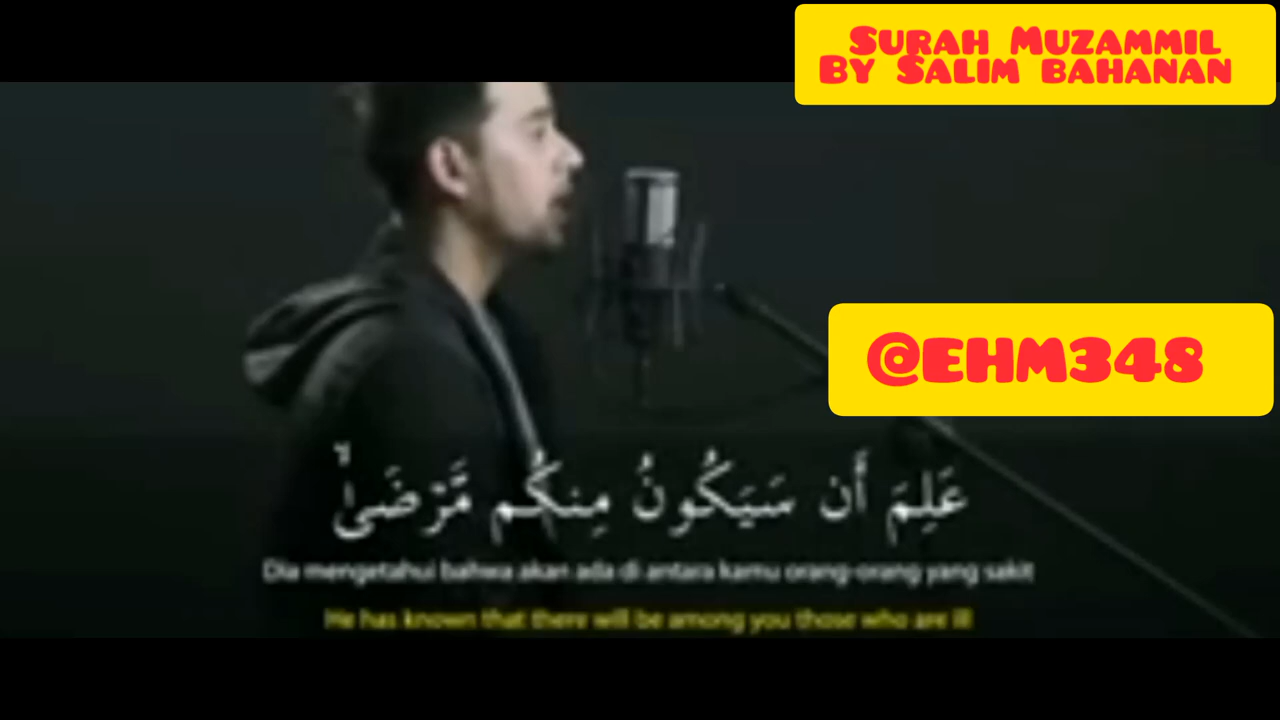 SURAH MUZAMMIL
BY SALIM BAHANAN
@EHM348
عَلِمَ أَن سَيَكُونُ مِنكُم مَّرْضَىٰ ۙ
Dia mengetahui bahwa akan ada di antara kamu orang-orang yang sakit
He has known that there will be among you those who are ill